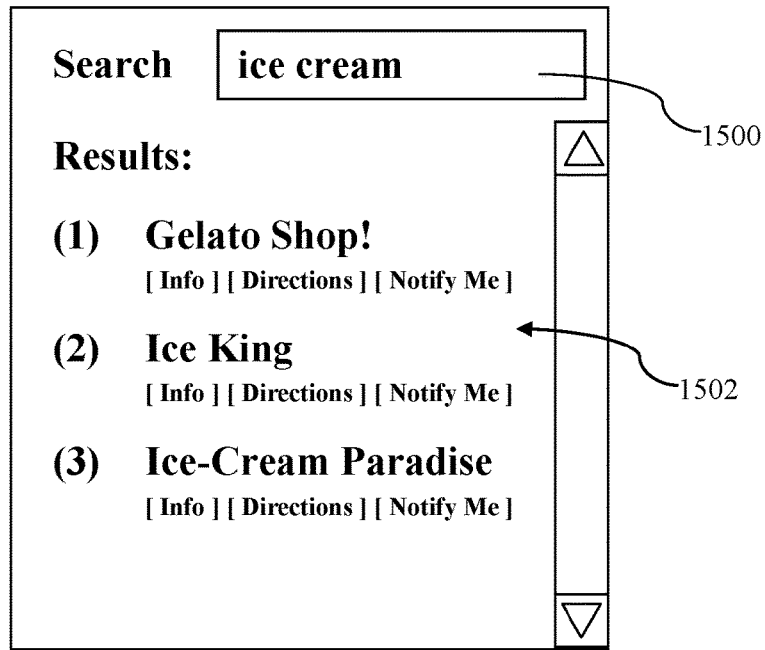 Search ice cream
1500
Results:
(1) Gelato Shop!
[ Info ] [ Directions ] [ Notify Me ]
(2) Ice King
1502
[ Info ] [ Directions ] [ Notify Me ]
(3) Ice-Cream Paradise
[ Info ] [ Directions ] [ Notify Me ]